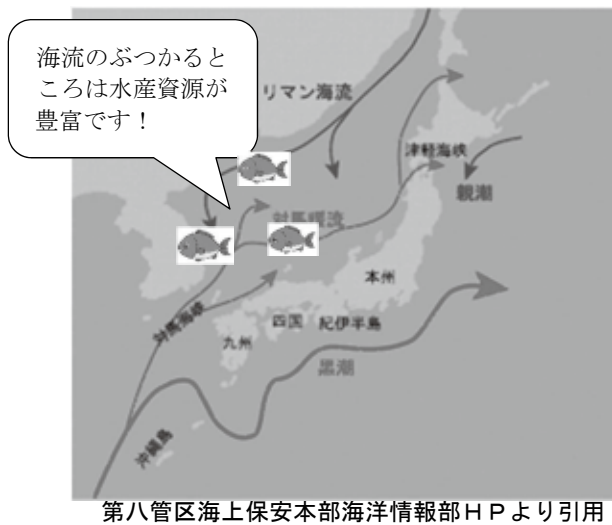 海流のぶつかると
ころは水産資源が
豊富です！
リマン海流
津軽海峡
親潮
対馬暖流
本州
対馬海峡
四国
紀伊半島
九州
黒潮
沖縄島
第八管区海上保安本部海洋情報部ＨＰより引用